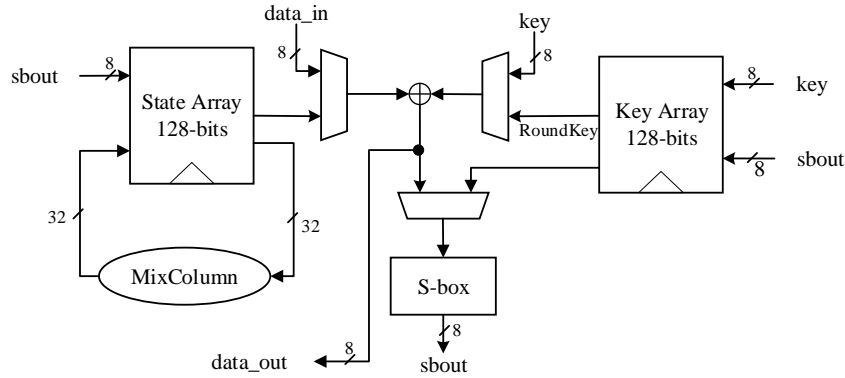 data_in
key
8
8
sbout
8
State Array
128-bits
Key Array
128-bits
8
key
RoundKey
sbout
8
32
32
MixColumn
S-box
8
data_out
8
sbout